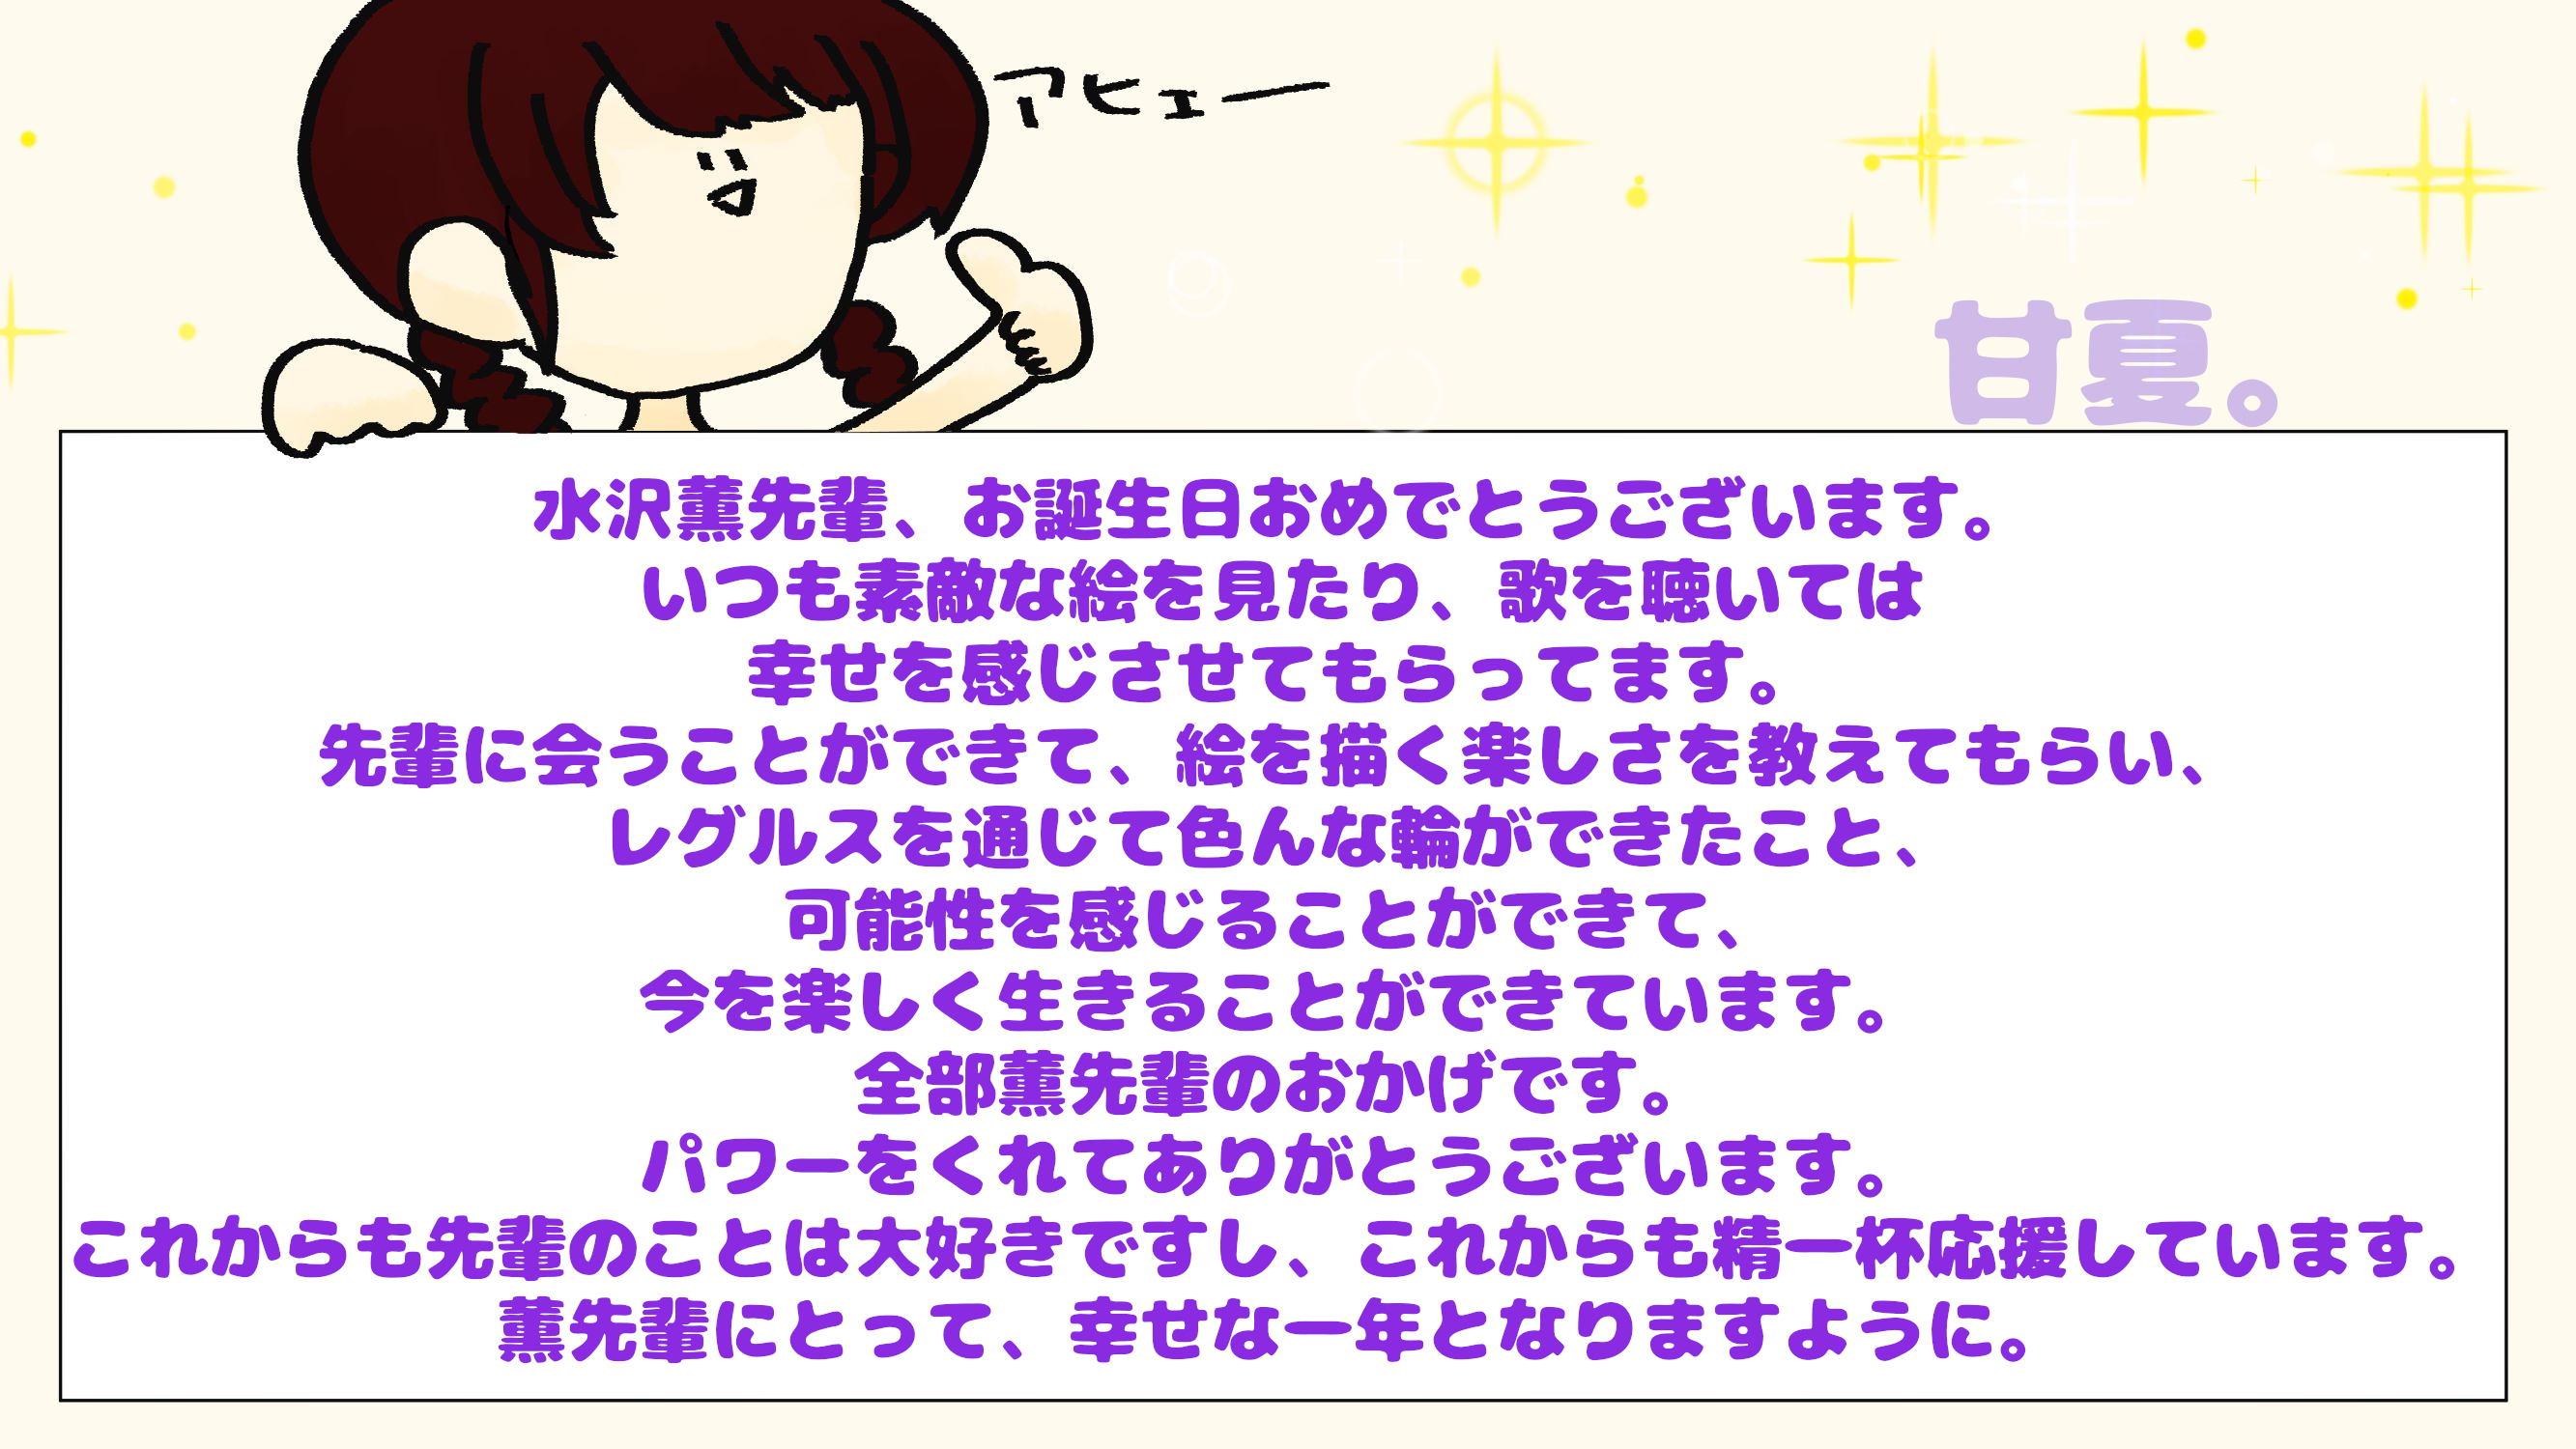 アヒェー
甘夏。
水沢薫先輩、お誕生日おめでとうございます。
いつも素敵な絵を見たり、歌を聴いては
幸せを感じさせてもらってます。
先輩に会うことができて、絵を描く楽しさを教えてもらい、
レグルスを通じて色んな輪ができたこと、
可能性を感じることができて、
今を楽しく生きることができています。
全部薫先輩のおかげです。
パワーをくれてありがとうございます。
これからも先輩のことは大好きですし、これからも精一杯応援しています。
薫先輩にとって、幸せな一年となりますように。